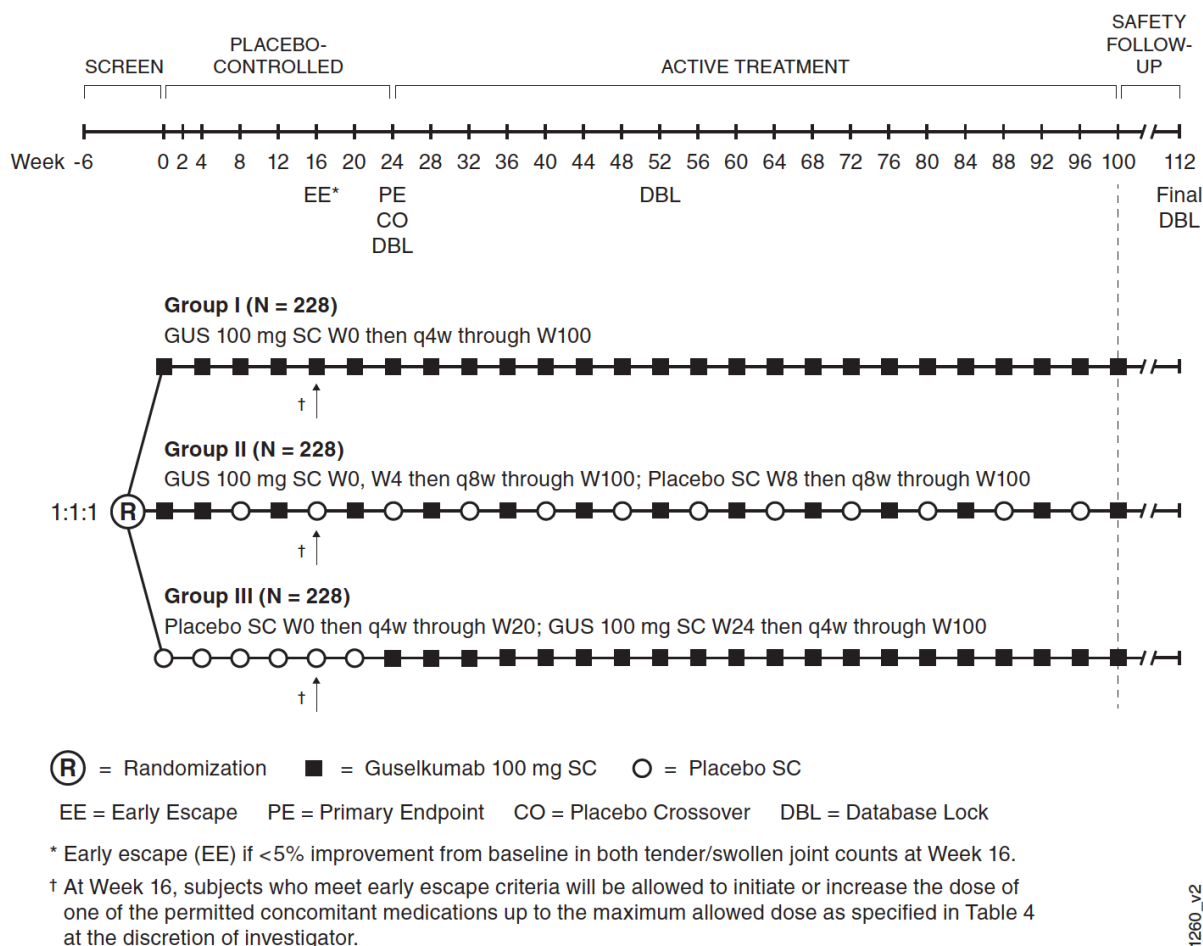 SCREEN
PLACEBO-
CONTROLLED
ACTIVE TREATMENT
SAFETY
FOLLOW-
UP
Week -6 0 2 4 8 12 16 20 24 28 32 36 40 44 48 52 56 60 64 68 72 76 80 84 88 92 96 100 112
EE*
PE
CO
DBL
DBL
Final
DBL
Group I (N = 228)
GUS 100 mg SC W0 then q4w through W100
†
Group II (N = 228)
GUS 100 mg SC W0, W4 then q8w through W100; Placebo SC W8 then q8w through W100
1:1:1 R
†
Group III (N = 228)
Placebo SC W0 then q4w through W20; GUS 100 mg SC W24 then q4w through W100
†
R = Randomization = Guselkumab 100 mg SC = Placebo SC
EE = Early Escape PE = Primary Endpoint CO = Placebo Crossover DBL = Database Lock
* Early escape (EE) if <5% improvement from baseline in both tender/swollen joint counts at Week 16.
† At Week 16, subjects who meet early escape criteria will be allowed to initiate or increase the dose of
one of the permitted concomitant medications up to the maximum allowed dose as specified in Table 4
at the discretion of investigator.
1260_v2